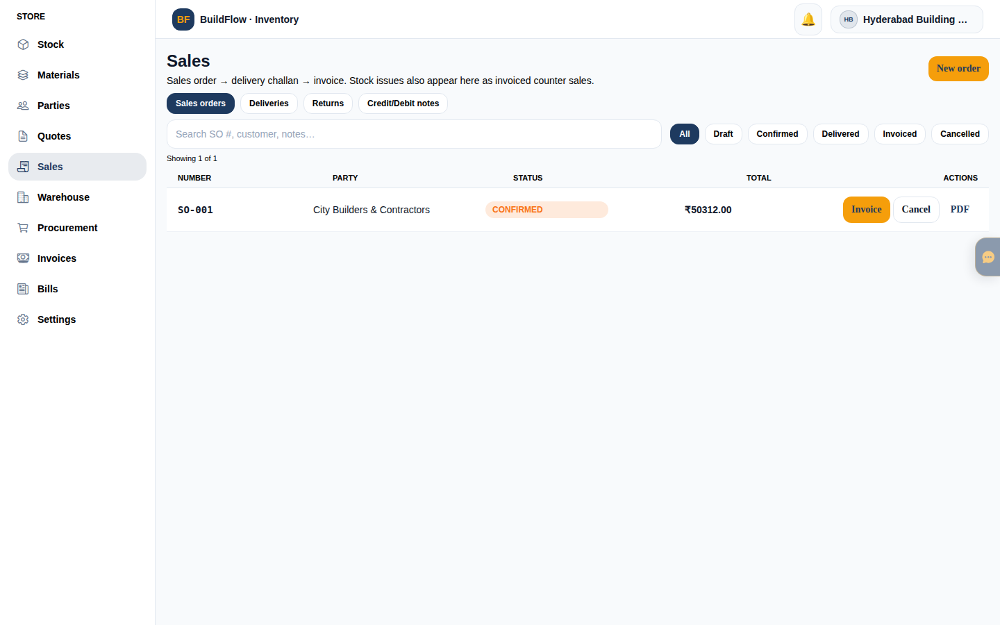 STORE
Stock
Materials
Parties
Quotes
Sales
Warehouse
Procurement
Invoices
Bills
Settings
BF BuildFlow · Inventory
🔔 HB Hyderabad Building …
Sales
New order
Sales order → delivery challan → invoice. Stock issues also appear here as invoiced counter sales.
Sales orders Deliveries Returns Credit/Debit notes
Search SO #, customer, notes… All Draft Confirmed Delivered Invoiced Cancelled
Showing 1 of 1
NUMBER PARTY STATUS TOTAL ACTIONS
SO-001 City Builders & Contractors CONFIRMED ₹50312.00 Invoice Cancel PDF